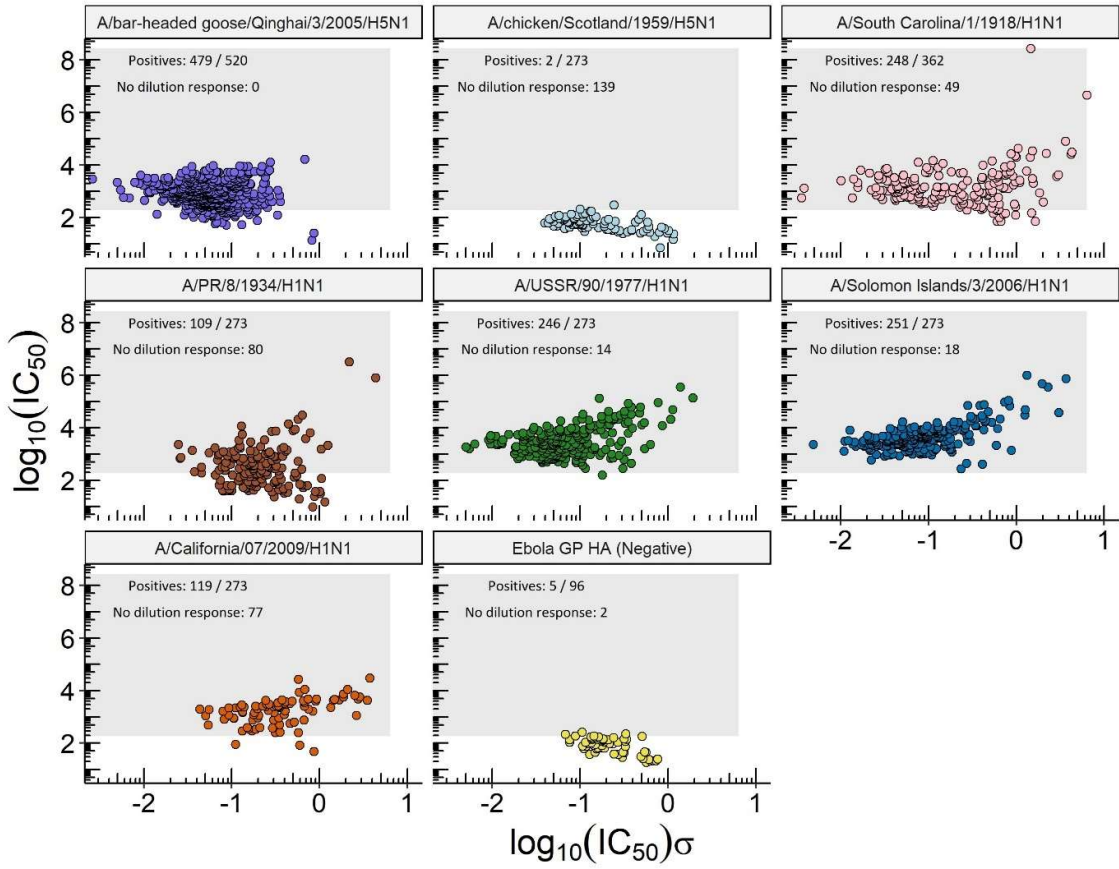 A/bar-headed goose/Qinghai/3/2005/H5N1
A/chicken/Scotland/1959/H5N1
A/South Carolina/1/1918/H1N1
Positives: 479 / 520
No dilution response: 0
Positives: 2 / 273
No dilution response: 139
Positives: 248 / 362
No dilution response: 49
8
6
4
2
A/PR/8/1934/H1N1
A/USSR/90/1977/H1N1
A/Solomon Islands/3/2006/H1N1
Positives: 109 / 273
No dilution response: 80
Positives: 246 / 273
No dilution response: 14
Positives: 251 / 273
No dilution response: 18
8
6
4
2
-2
-1
0
1
A/California/07/2009/H1N1
Ebola GP HA (Negative)
Positives: 119 / 273
No dilution response: 77
Positives: 5 / 96
No dilution response: 2
8
6
4
2
-2
-1
0
1
-2
-1
0
1
log₁₀(IC₅₀)
log₁₀(IC₅₀)σ